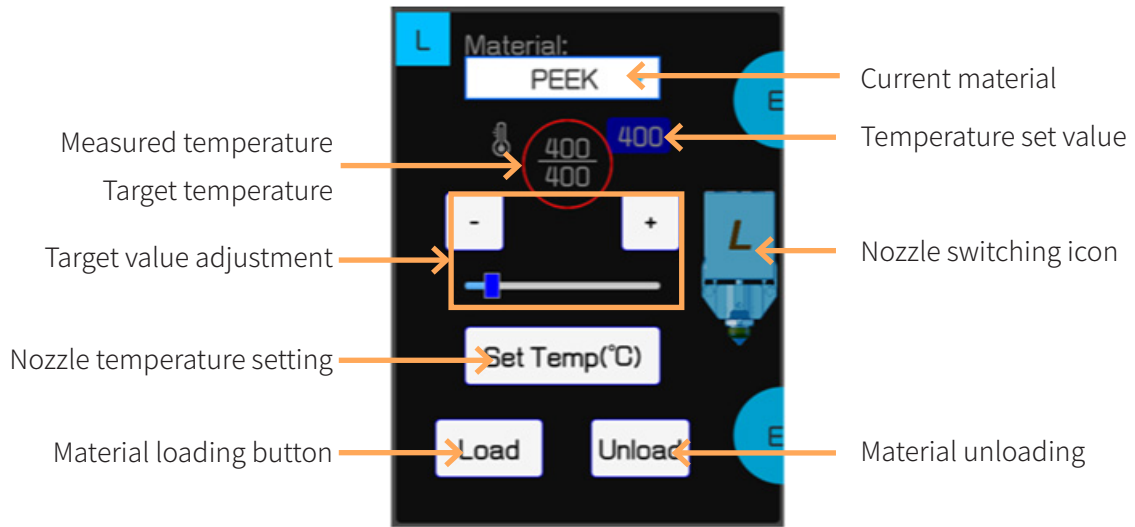 L
Material:
PEEK
Current material
E
400
Temperature set value
Measured temperature
400
400
Target temperature
-
+
L
Target value adjustment
Nozzle switching icon
Nozzle temperature setting
Set Temp(℃)
Material loading button
Load
Unload
E
Material unloading